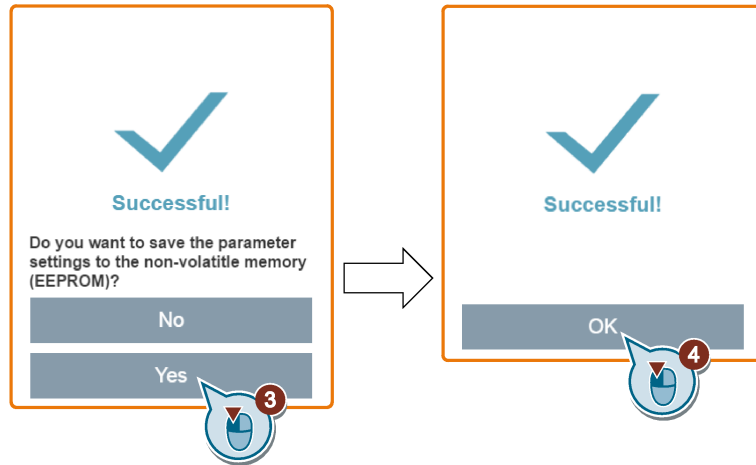 Successful!
Do you want to save the parameter
settings to the non-volatitle memory
(EEPROM)?
No
Yes
3
Successful!
OK
4